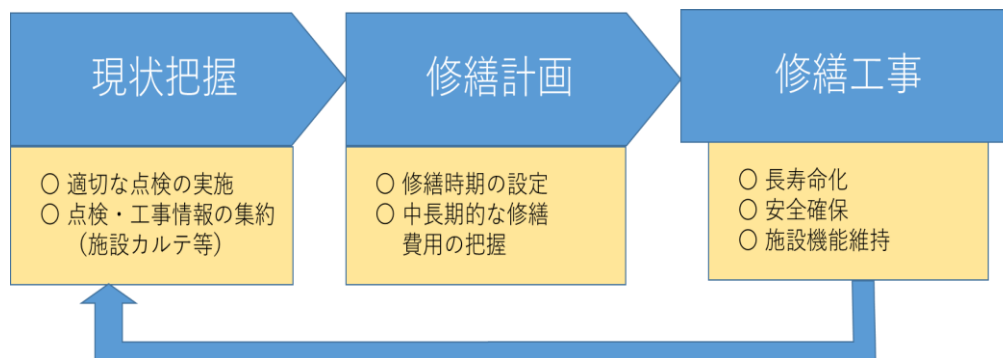 現状把握
○ 適切な点検の実施
○ 点検・工事情報の集約
（施設カルテ等）
修繕計画
○ 修繕時期の設定
○ 中長期的な修繕
費用の把握
修繕工事
○ 長寿命化
○ 安全確保
○ 施設機能維持